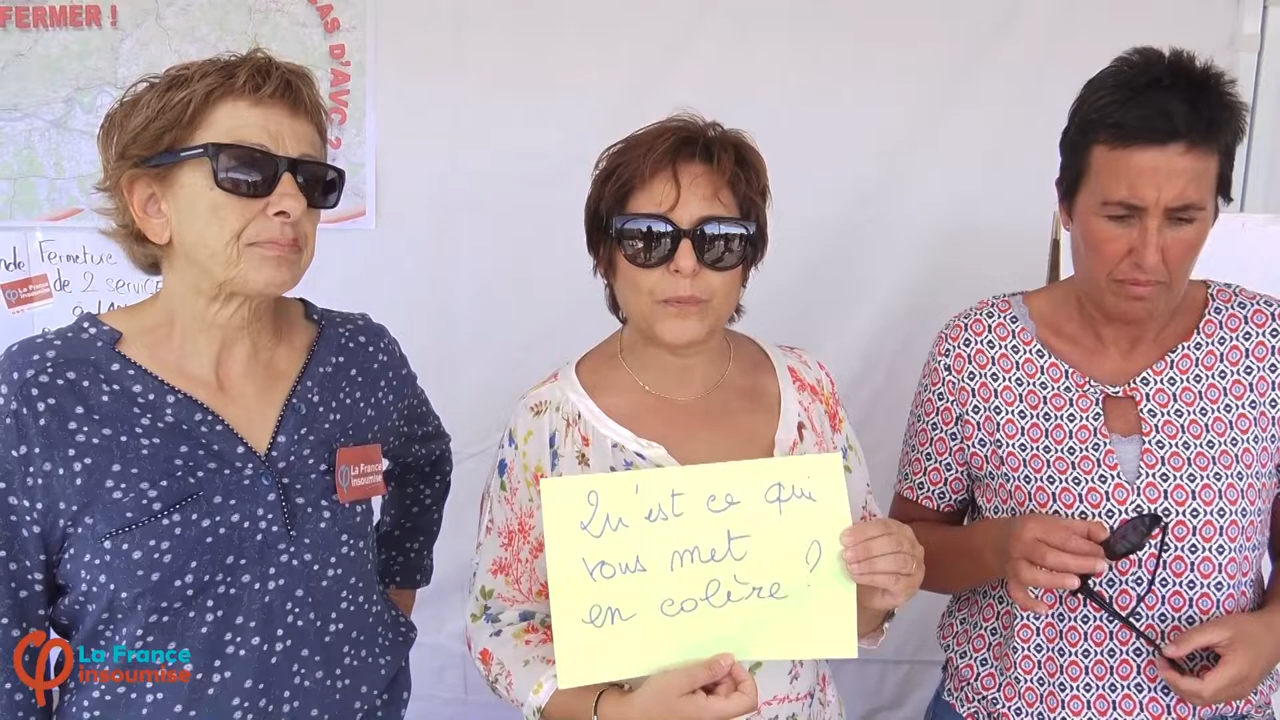 FERMER !
CAS D'AVC ?
Fermeture
de 2 service
La France
insoumise
La France
insoumise
Qu'est ce qui
vous met
en colère ?
La France
insoumise